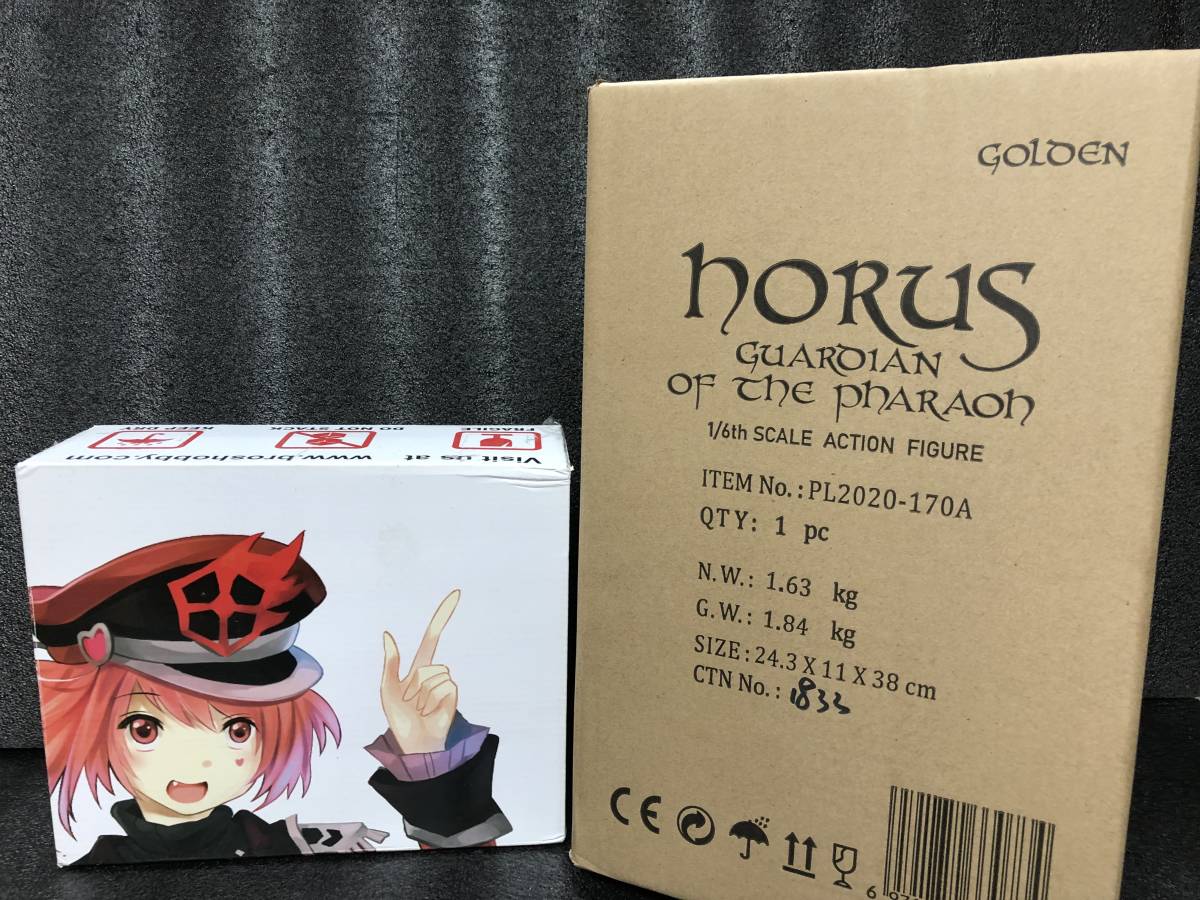 KEEP DRY
DO NOT STACK
FRAGILE
Visit us at www.broshobby.com
GOLDEN
HORUS
GUARDIAN
OF THE PHARAOH
1/6th SCALE ACTION FIGURE
ITEM No.:PL2020-170A
QTY: 1 pc
N.W.: 1.63 kg
G.W.: 1.84 kg
SIZE:24.3 X 11 X 38 cm
CTN No.: 1833
CE